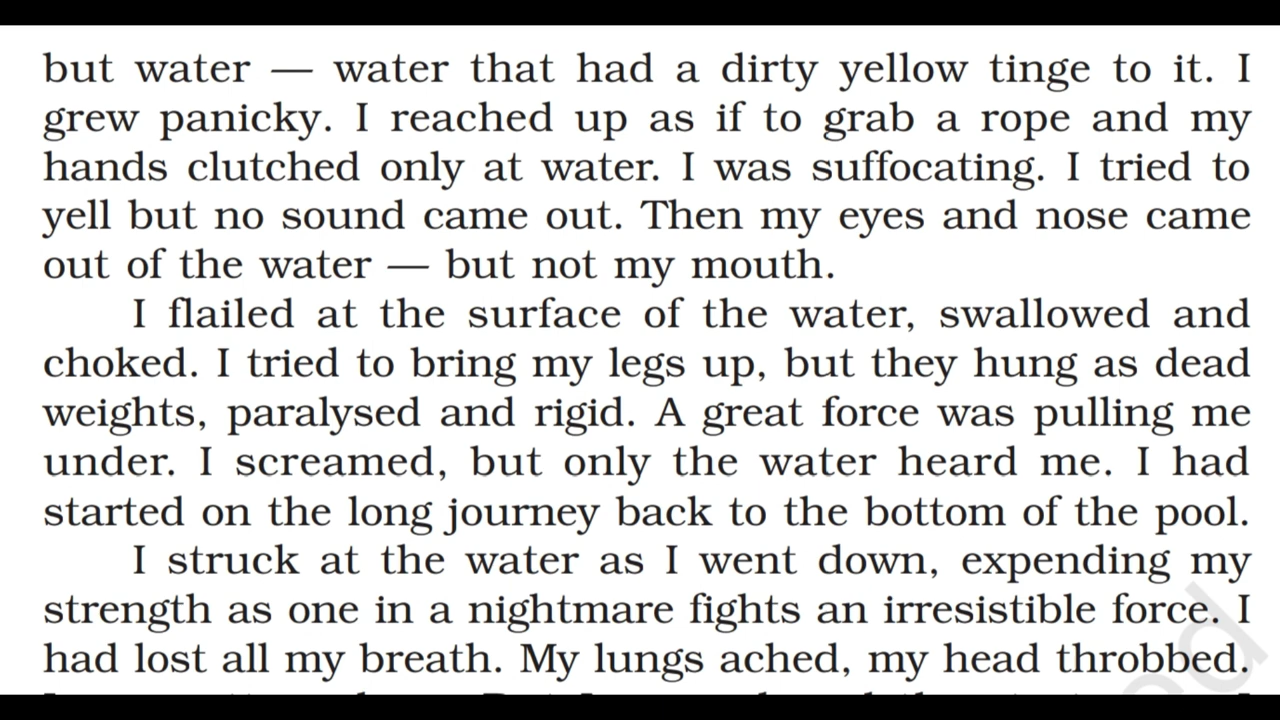 but water — water that had a dirty yellow tinge to it. I
grew panicky. I reached up as if to grab a rope and my
hands clutched only at water. I was suffocating. I tried to
yell but no sound came out. Then my eyes and nose came
out of the water — but not my mouth.
I flailed at the surface of the water, swallowed and
choked. I tried to bring my legs up, but they hung as dead
weights, paralysed and rigid. A great force was pulling me
under. I screamed, but only the water heard me. I had
started on the long journey back to the bottom of the pool.
I struck at the water as I went down, expending my
strength as one in a nightmare fights an irresistible force. I
had lost all my breath. My lungs ached, my head throbbed.